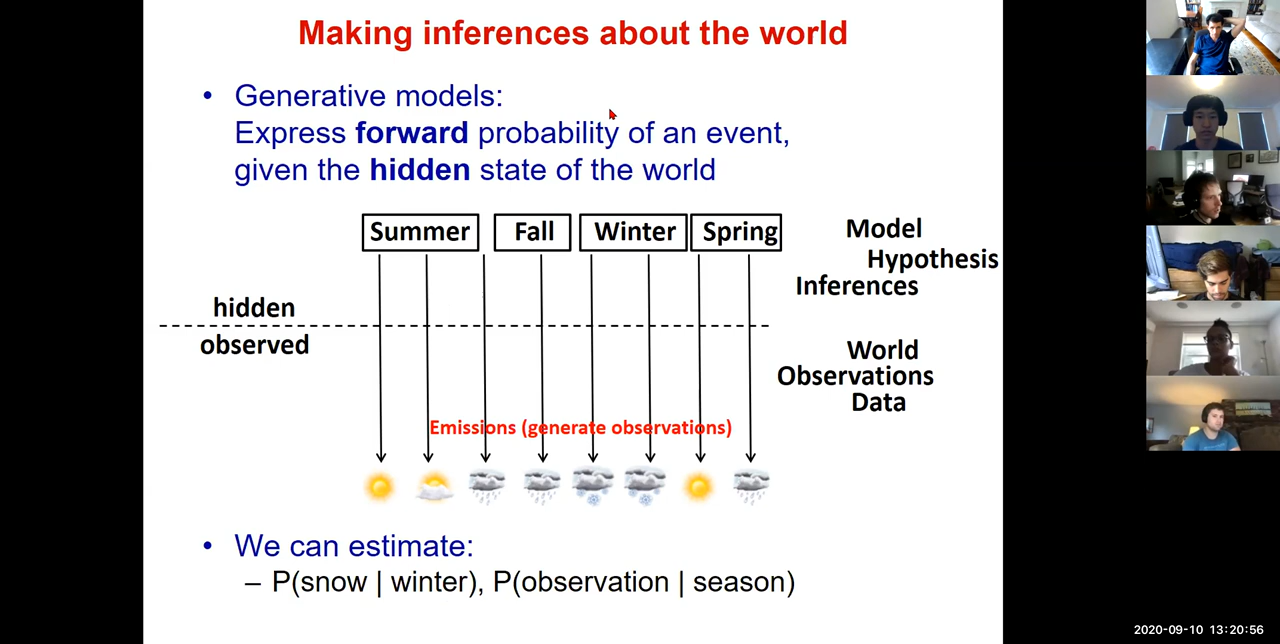 Making inferences about the world
• Generative models:
Express forward probability of an event,
given the hidden state of the world
Summer Fall Winter Spring
Model
Hypothesis
Inferences
hidden
observed
World
Observations
Data
Emissions (generate observations)
• We can estimate:
– P(snow | winter), P(observation | season)
2020-09-10 13:20:56